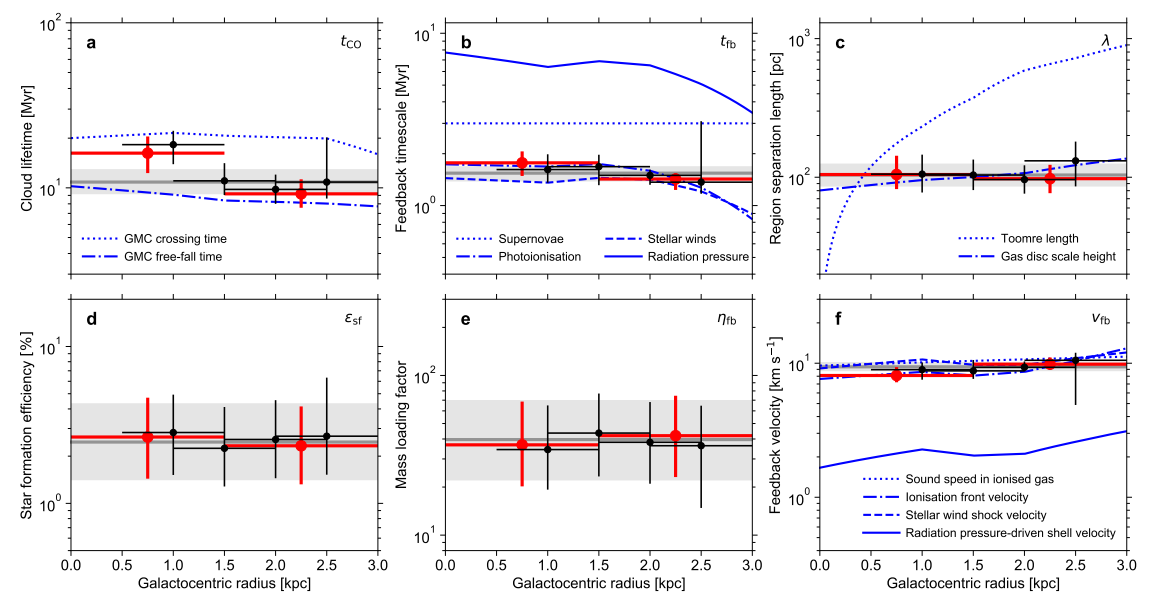 a
t_CO
Cloud lifetime [Myr]
10^2
10^1
GMC crossing time
GMC free-fall time
b
t_fb
Feedback timescale [Myr]
10^1
10^0
Supernovae
Photoionisation
Stellar winds
Radiation pressure
c
λ
Region separation length [pc]
10^3
10^2
Toomre length
Gas disc scale height
d
ε_sf
Star formation efficiency [%]
10^1
10^0
0.0 0.5 1.0 1.5 2.0 2.5 3.0
Galactocentric radius [kpc]
e
η_fb
Mass loading factor
10^2
10^1
0.0 0.5 1.0 1.5 2.0 2.5 3.0
Galactocentric radius [kpc]
f
v_fb
Feedback velocity [km s^−1]
10^1
10^0
Sound speed in ionised gas
Ionisation front velocity
Stellar wind shock velocity
Radiation pressure-driven shell velocity
0.0 0.5 1.0 1.5 2.0 2.5 3.0
Galactocentric radius [kpc]